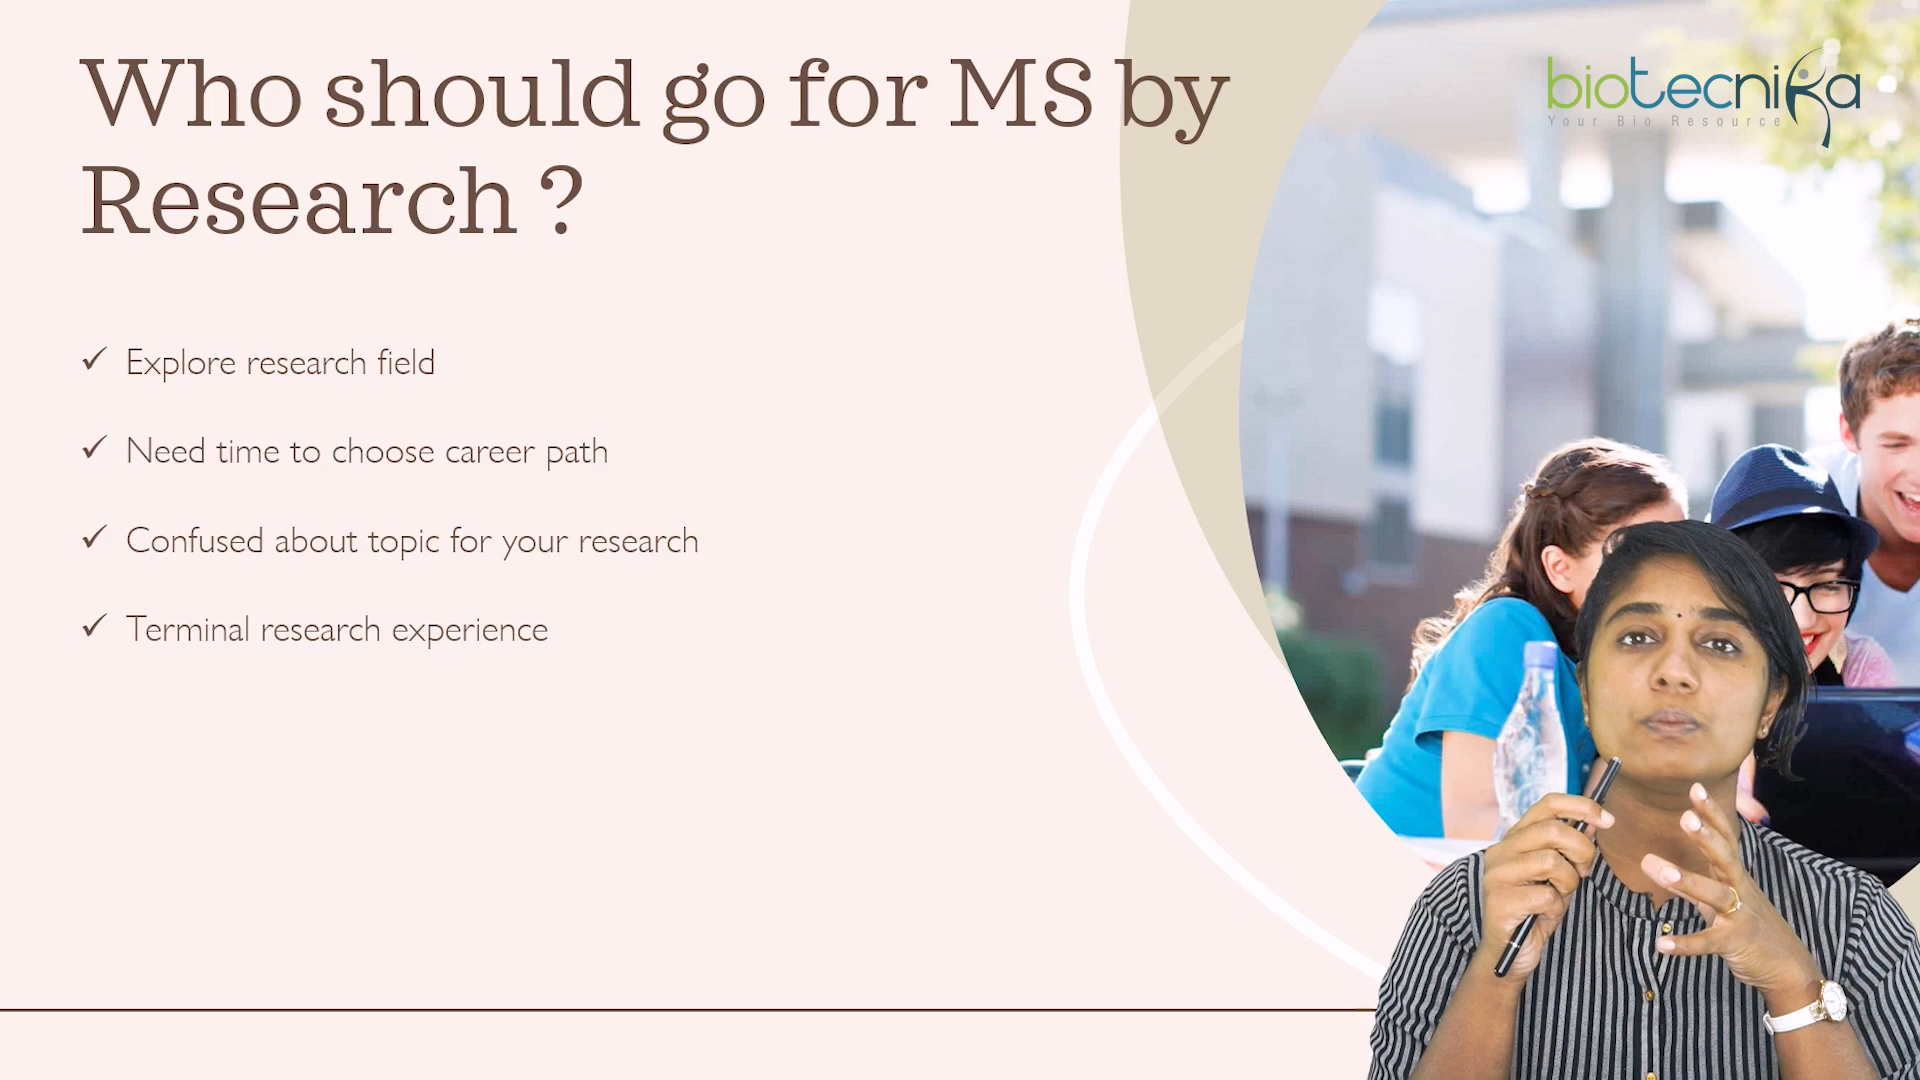 Who should go for MS by
Research ?
biotecnika
Your Bio Resource
✓ Explore research field
✓ Need time to choose career path
✓ Confused about topic for your research
✓ Terminal research experience